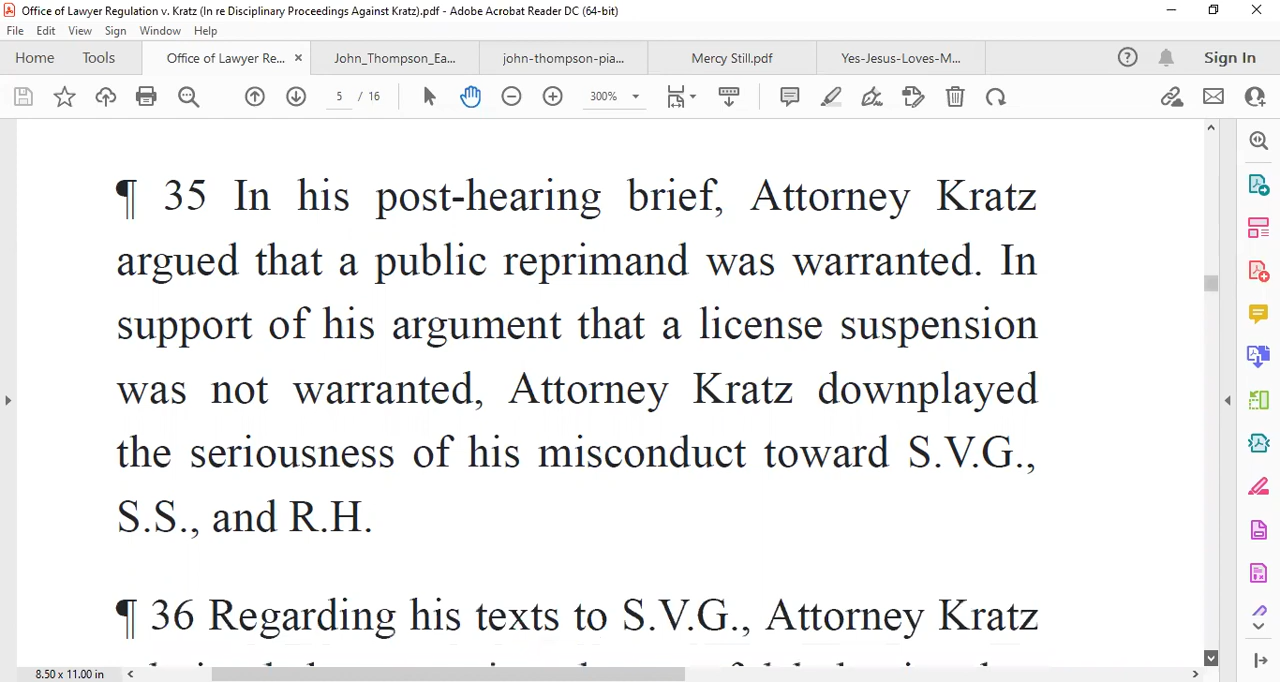 Office of Lawyer Regulation v. Kratz (In re Disciplinary Proceedings Against Kratz).pdf - Adobe Acrobat Reader DC (64-bit)
File Edit View Sign Window Help
Home Tools Office of Lawyer Re... × John_Thompson_Ea... john-thompson-pia... Mercy Still.pdf Yes-Jesus-Loves-M... Sign In
5 / 16 300%
¶ 35 In his post-hearing brief, Attorney Kratz
argued that a public reprimand was warranted. In
support of his argument that a license suspension
was not warranted, Attorney Kratz downplayed
the seriousness of his misconduct toward S.V.G.,
S.S., and R.H.
¶ 36 Regarding his texts to S.V.G., Attorney Kratz
8.50 x 11.00 in